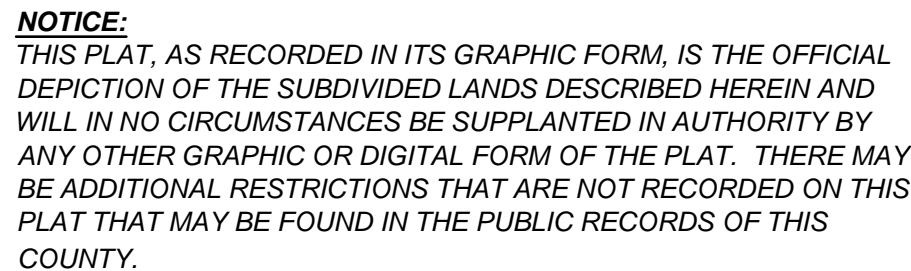 NOTICE:
THIS PLAT, AS RECORDED IN ITS GRAPHIC FORM, IS THE OFFICIAL
DEPICTION OF THE SUBDIVIDED LANDS DESCRIBED HEREIN AND
WILL IN NO CIRCUMSTANCES BE SUPPLANTED IN AUTHORITY BY
ANY OTHER GRAPHIC OR DIGITAL FORM OF THE PLAT.  THERE MAY
BE ADDITIONAL RESTRICTIONS THAT ARE NOT RECORDED ON THIS
PLAT THAT MAY BE FOUND IN THE PUBLIC RECORDS OF THIS
COUNTY.